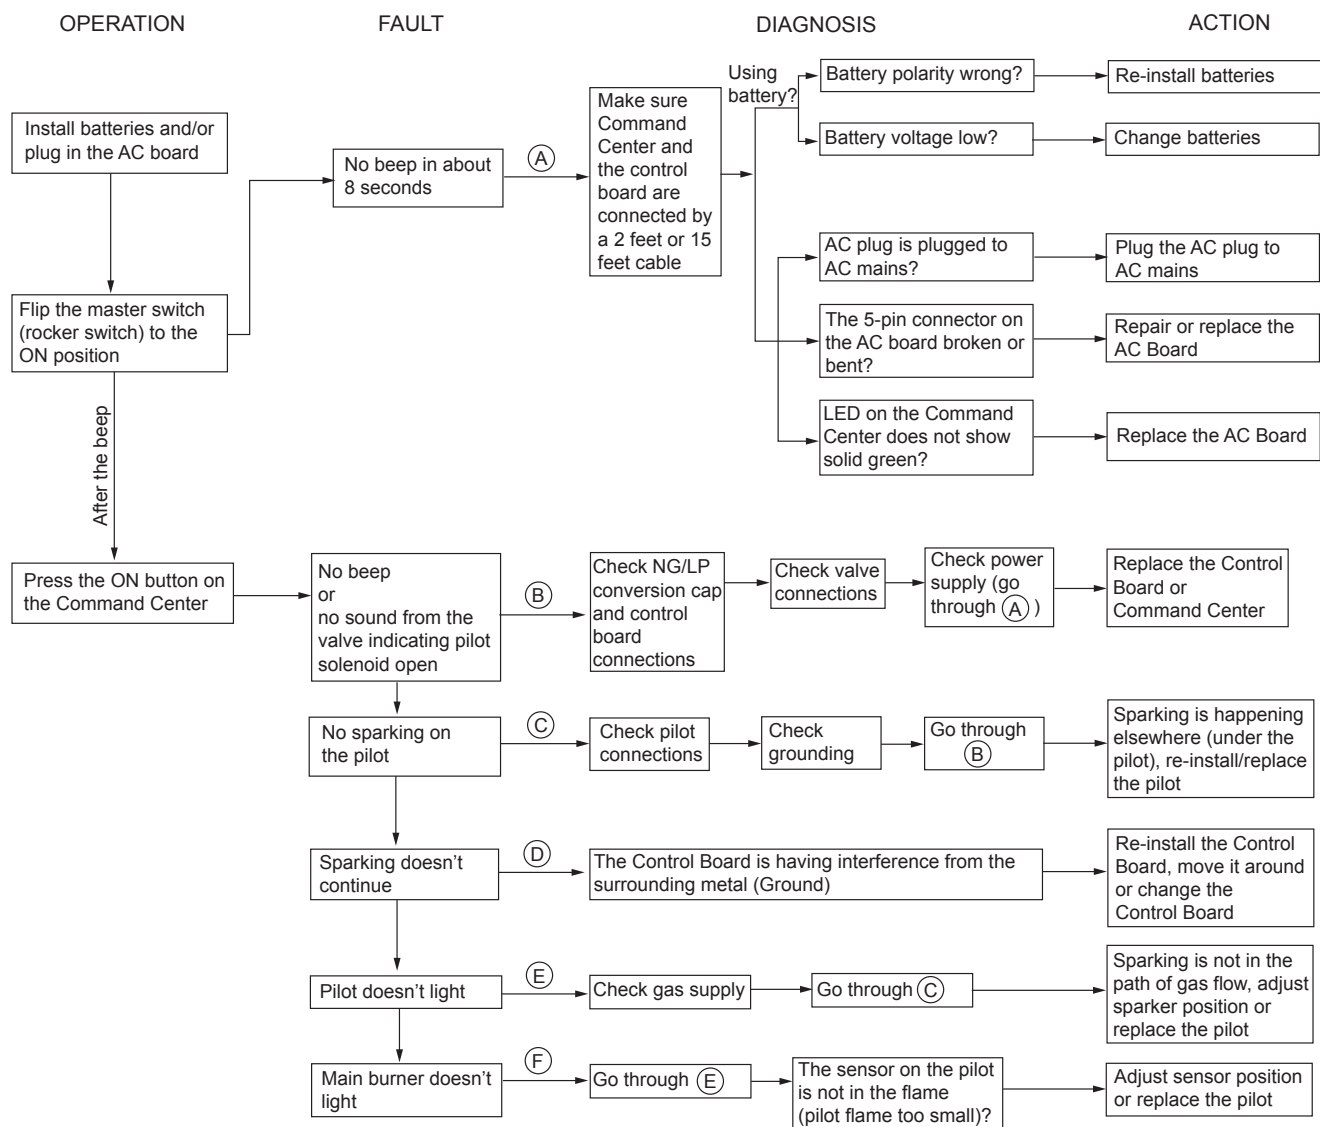 OPERATION
FAULT
DIAGNOSIS
ACTION
Install batteries and/or
plug in the AC board
Flip the master switch
(rocker switch) to the
ON position
After the beep
Press the ON button on
the Command Center
No beep in about
8 seconds
A
Make sure
Command
Center and
the control
board are
connected by
a 2 feet or 15
feet cable
Using
battery?
Battery polarity wrong?
Re-install batteries
Battery voltage low?
Change batteries
AC plug is plugged to
AC mains?
Plug the AC plug to
AC mains
The 5-pin connector on
the AC board broken or
bent?
Repair or replace the
AC Board
LED on the Command
Center does not show
solid green?
Replace the AC Board
No beep
or
no sound from the
valve indicating pilot
solenoid open
B
Check NG/LP
conversion cap
and control
board
connections
Check valve
connections
Check power
supply (go
through A )
Replace the Control
Board or
Command Center
No sparking on
the pilot
C
Check pilot
connections
Check
grounding
Go through
B
Sparking is happening
elsewhere (under the
pilot), re-install/replace
the pilot
Sparking doesn't
continue
D
The Control Board is having interference from the
surrounding metal (Ground)
Re-install the Control
Board, move it around
or change the
Control Board
Pilot doesn't light
E
Check gas supply
Go through C
Sparking is not in the
path of gas flow, adjust
sparker position or
replace the pilot
Main burner doesn't
light
F
Go through E
The sensor on the pilot
is not in the flame
(pilot flame too small)?
Adjust sensor position
or replace the pilot